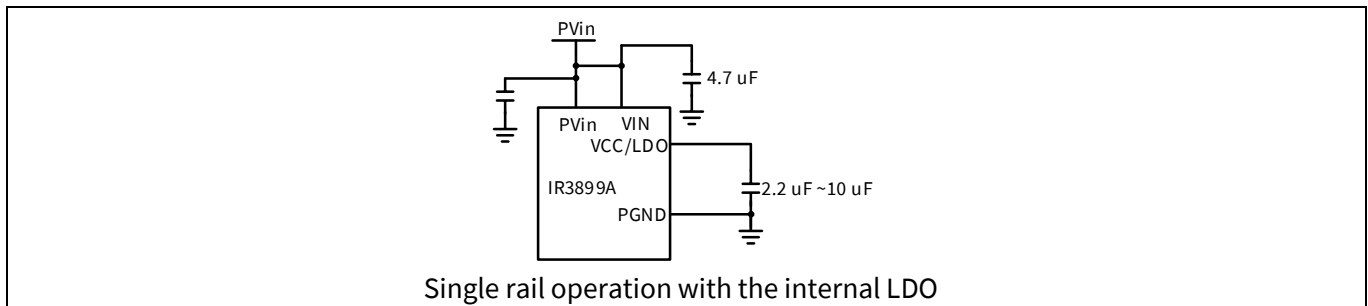 PVin
4.7 uF
PVin VIN
VCC/LDO
IR3899A
2.2 uF ~10 uF
PGND
Single rail operation with the internal LDO